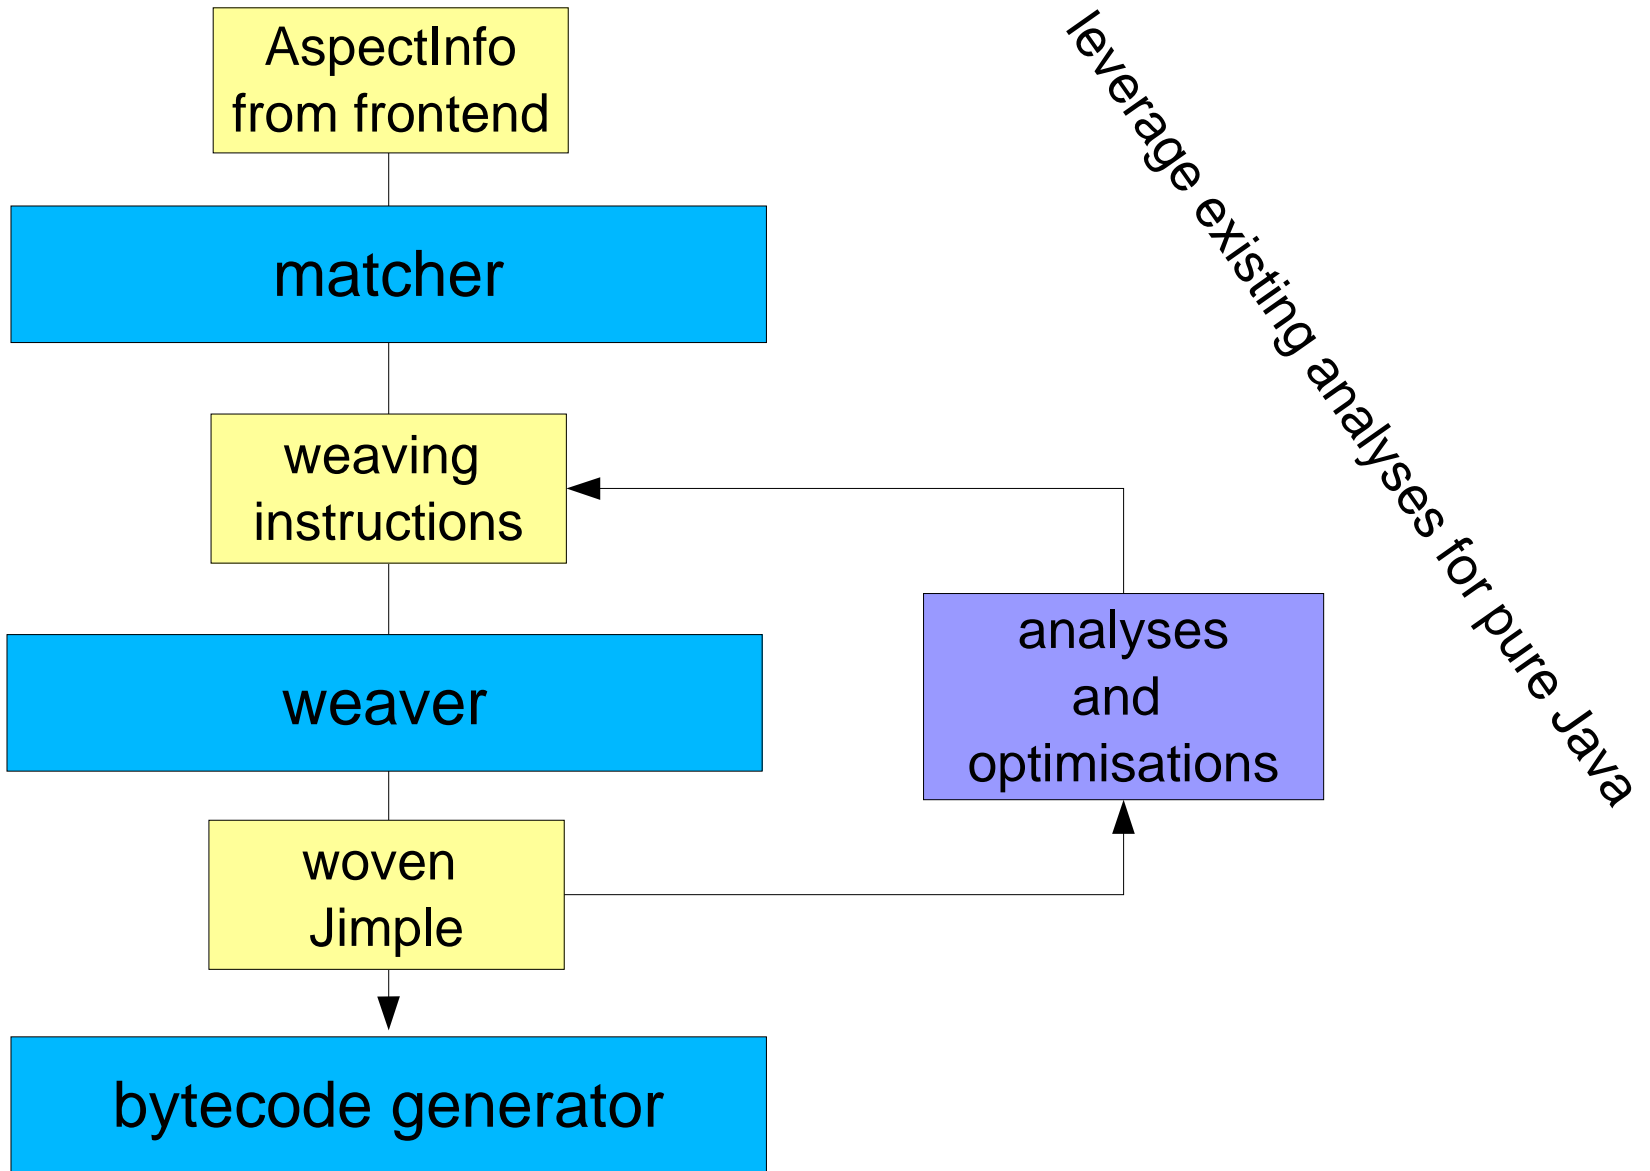 AspectInfo
from frontend
matcher
weaving
instructions
weaver
woven
Jimple
bytecode generator
analyses
and
optimisations
leverage existing analyses for pure Java